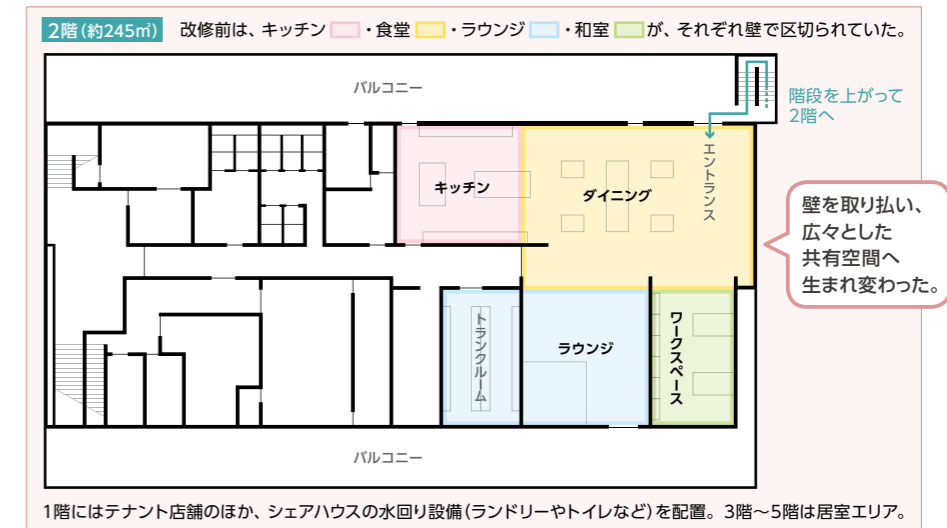 2階(約245㎡) 改修前は、キッチン・食堂・ラウンジ・和室が、それぞれ壁で区切られていた。
バルコニー
階段を上がって
2階へ
エントランス
キッチン
ダイニング
壁を取り払い、
広々とした
共有空間へ
生まれ変わった。
トランクルーム
ラウンジ
ワークスペース
バルコニー
1階にはテナント店舗のほか、シェアハウスの水回り設備(ランドリーやトイレなど)を配置。3階〜5階は居室エリア。